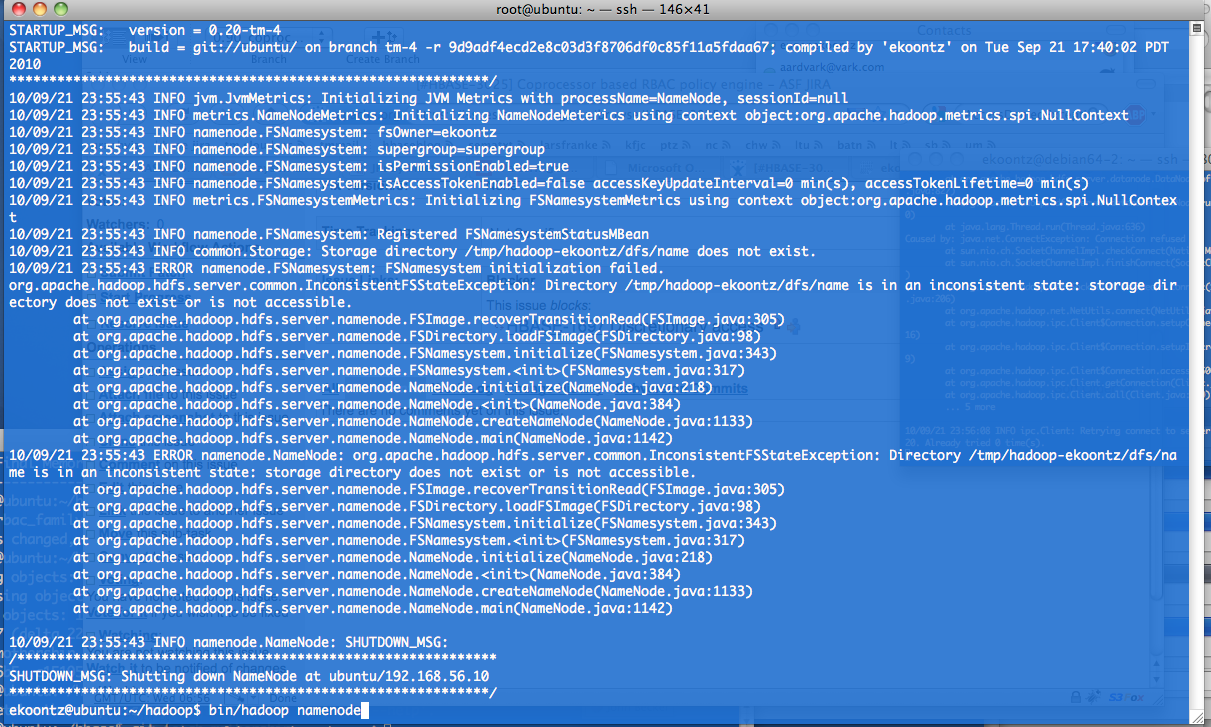 root@ubuntu: ~ — ssh — 146×41
STARTUP_MSG:   version = 0.20-tm-4
STARTUP_MSG:   build = git://ubuntu/ on branch tm-4 -r 9d9adf4ecd2e8c03d3f8706df0c85f11a5fdaa67; compiled by 'ekoontz' on Tue Sep 21 17:40:02 PDT
2010
************************************************************/
10/09/21 23:55:43 INFO jvm.JvmMetrics: Initializing JVM Metrics with processName=NameNode, sessionId=null
10/09/21 23:55:43 INFO metrics.NameNodeMetrics: Initializing NameNodeMeterics using context object:org.apache.hadoop.metrics.spi.NullContext
10/09/21 23:55:43 INFO namenode.FSNamesystem: fsOwner=ekoontz
10/09/21 23:55:43 INFO namenode.FSNamesystem: supergroup=supergroup
10/09/21 23:55:43 INFO namenode.FSNamesystem: isPermissionEnabled=true
10/09/21 23:55:43 INFO namenode.FSNamesystem: isAccessTokenEnabled=false accessKeyUpdateInterval=0 min(s), accessTokenLifetime=0 min(s)
10/09/21 23:55:43 INFO metrics.FSNamesystemMetrics: Initializing FSNamesystemMetrics using context object:org.apache.hadoop.metrics.spi.NullContex
t
10/09/21 23:55:43 INFO namenode.FSNamesystem: Registered FSNamesystemStatusMBean
10/09/21 23:55:43 INFO common.Storage: Storage directory /tmp/hadoop-ekoontz/dfs/name does not exist.
10/09/21 23:55:43 ERROR namenode.FSNamesystem: FSNamesystem initialization failed.
org.apache.hadoop.hdfs.server.common.InconsistentFSStateException: Directory /tmp/hadoop-ekoontz/dfs/name is in an inconsistent state: storage dir
ectory does not exist or is not accessible.
        at org.apache.hadoop.hdfs.server.namenode.FSImage.recoverTransitionRead(FSImage.java:305)
        at org.apache.hadoop.hdfs.server.namenode.FSDirectory.loadFSImage(FSDirectory.java:98)
        at org.apache.hadoop.hdfs.server.namenode.FSNamesystem.initialize(FSNamesystem.java:343)
        at org.apache.hadoop.hdfs.server.namenode.FSNamesystem.<init>(FSNamesystem.java:317)
        at org.apache.hadoop.hdfs.server.namenode.NameNode.initialize(NameNode.java:218)
        at org.apache.hadoop.hdfs.server.namenode.NameNode.<init>(NameNode.java:384)
        at org.apache.hadoop.hdfs.server.namenode.NameNode.createNameNode(NameNode.java:1133)
        at org.apache.hadoop.hdfs.server.namenode.NameNode.main(NameNode.java:1142)
10/09/21 23:55:43 ERROR namenode.NameNode: org.apache.hadoop.hdfs.server.common.InconsistentFSStateException: Directory /tmp/hadoop-ekoontz/dfs/na
me is in an inconsistent state: storage directory does not exist or is not accessible.
        at org.apache.hadoop.hdfs.server.namenode.FSImage.recoverTransitionRead(FSImage.java:305)
        at org.apache.hadoop.hdfs.server.namenode.FSDirectory.loadFSImage(FSDirectory.java:98)
        at org.apache.hadoop.hdfs.server.namenode.FSNamesystem.initialize(FSNamesystem.java:343)
        at org.apache.hadoop.hdfs.server.namenode.FSNamesystem.<init>(FSNamesystem.java:317)
        at org.apache.hadoop.hdfs.server.namenode.NameNode.initialize(NameNode.java:218)
        at org.apache.hadoop.hdfs.server.namenode.NameNode.<init>(NameNode.java:384)
        at org.apache.hadoop.hdfs.server.namenode.NameNode.createNameNode(NameNode.java:1133)
        at org.apache.hadoop.hdfs.server.namenode.NameNode.main(NameNode.java:1142)
10/09/21 23:55:43 INFO namenode.NameNode: SHUTDOWN_MSG:
/************************************************************
SHUTDOWN_MSG: Shutting down NameNode at ubuntu/192.168.56.10
************************************************************/
ekoontz@ubuntu:~/hadoop$ bin/hadoop namenode